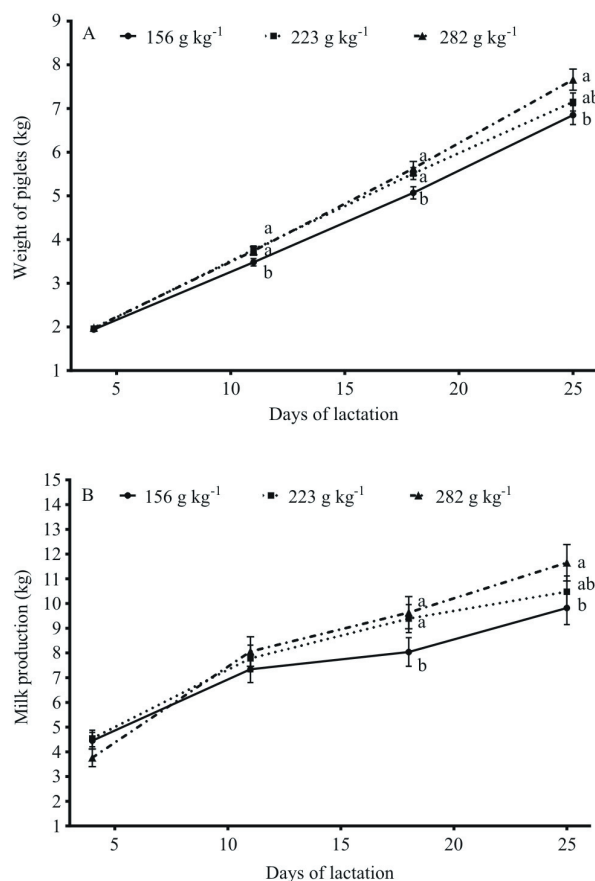 A 156 g kg⁻¹ 223 g kg⁻¹ 282 g kg⁻¹
Weight of piglets (kg)
9
8
7
6
5
4
3
2
1
a
a
b
a
a
b
a
ab
b
5 10 15 20 25
Days of lactation
B 156 g kg⁻¹ 223 g kg⁻¹ 282 g kg⁻¹
Milk production (kg)
15
14
13
12
11
10
9
8
7
6
5
4
3
2
1
a
a
b
a
ab
b
5 10 15 20 25
Days of lactation